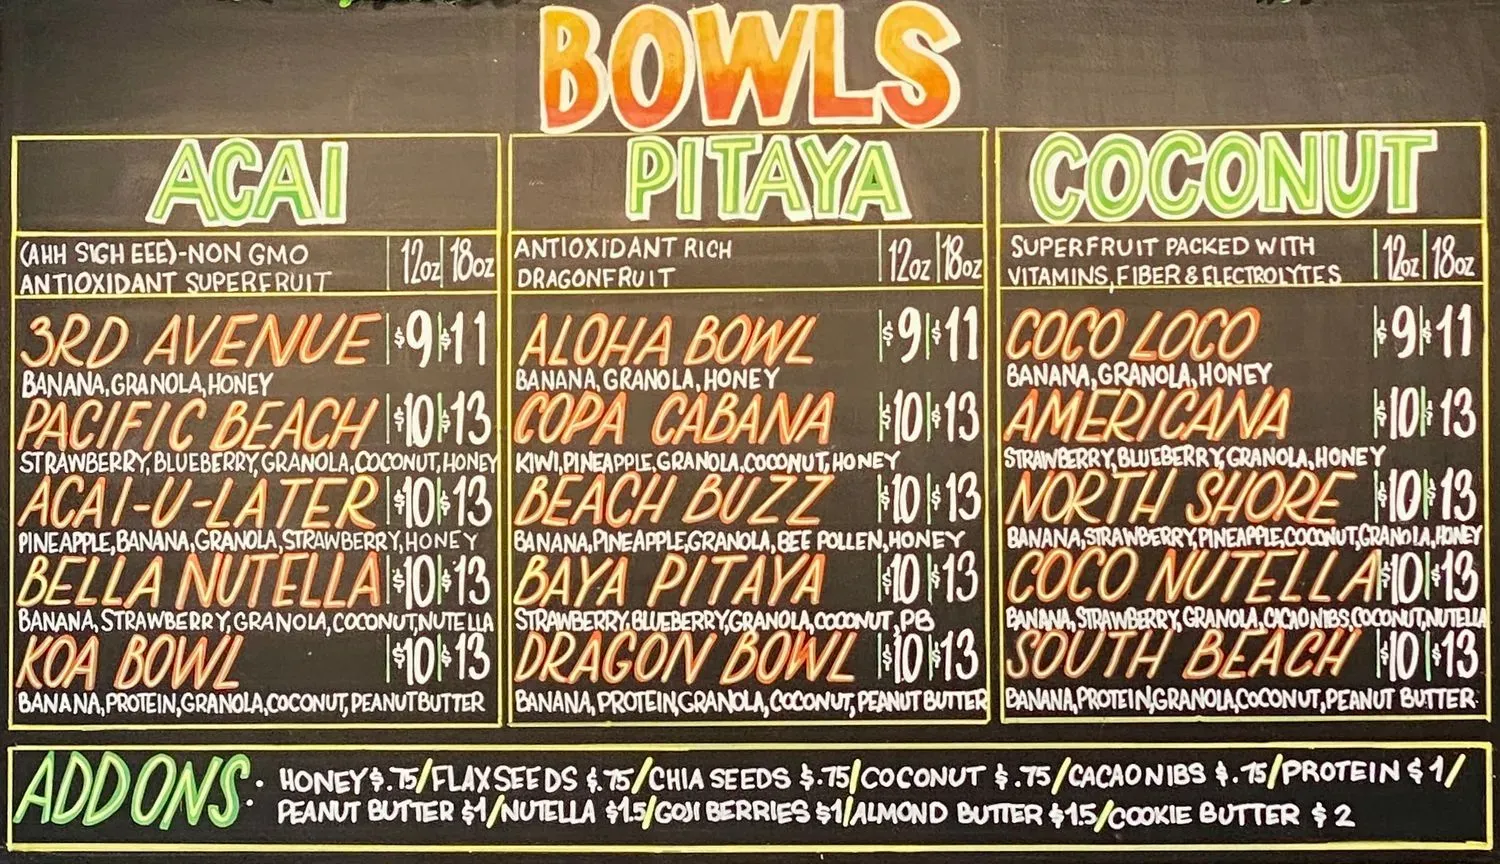 BOWLS
ACAI
(AHH SIGH EEE)-NON GMO
ANTIOXIDANT SUPERFRUIT
12oz 18oz
3RD AVENUE $9 $11
BANANA, GRANOLA, HONEY
PACIFIC BEACH $10 $13
STRAWBERRY, BLUEBERRY, GRANOLA, COCONUT, HONEY
ACAI-U-LATER $10 $13
PINEAPPLE, BANANA, GRANOLA, STRAWBERRY, HONEY
BELLA NUTELLA $10 $13
BANANA, STRAWBERRY, GRANOLA, COCONUT, NUTELLA
KOA BOWL $10 $13
BANANA, PROTEIN, GRANOLA, COCONUT, PEANUT BUTTER
PITAYA
ANTIOXIDANT RICH
DRAGONFRUIT
12oz 18oz
ALOHA BOWL $9 $11
BANANA, GRANOLA, HONEY
COPA CABANA $10 $13
KIWI, PINEAPPLE, GRANOLA, COCONUT, HONEY
BEACH BUZZ $10 $13
BANANA, PINEAPPLE, GRANOLA, BEE POLLEN, HONEY
BAYA PITAYA $10 $13
STRAWBERRY, BLUEBERRY, GRANOLA, COCONUT, PB
DRAGON BOWL $10 $13
BANANA, PROTEIN, GRANOLA, COCONUT, PEANUT BUTTER
COCONUT
SUPERFRUIT PACKED WITH
VITAMINS, FIBER & ELECTROLYTES
12oz 18oz
COCO LOCO $9 $11
BANANA, GRANOLA, HONEY
AMERICANA $10 $13
STRAWBERRY, BLUEBERRY, GRANOLA, HONEY
NORTH SHORE $10 $13
BANANA, STRAWBERRY, PINEAPPLE, COCONUT, GRANOLA, HONEY
COCO NUTELLA $10 $13
BANANA, STRAWBERRY, GRANOLA, CACAO NIBS, COCONUT, NUTELLA
SOUTH BEACH $10 $13
BANANA, PROTEIN, GRANOLA, COCONUT, PEANUT BUTTER
ADD ONS: HONEY $.75/FLAXSEEDS $.75/CHIA SEEDS $.75/COCONUT $.75/CACAO NIBS $.75/PROTEIN $1/
PEANUT BUTTER $1/NUTELLA $1.5/GOJI BERRIES $1/ALMOND BUTTER $1.5/COOKIE BUTTER $2